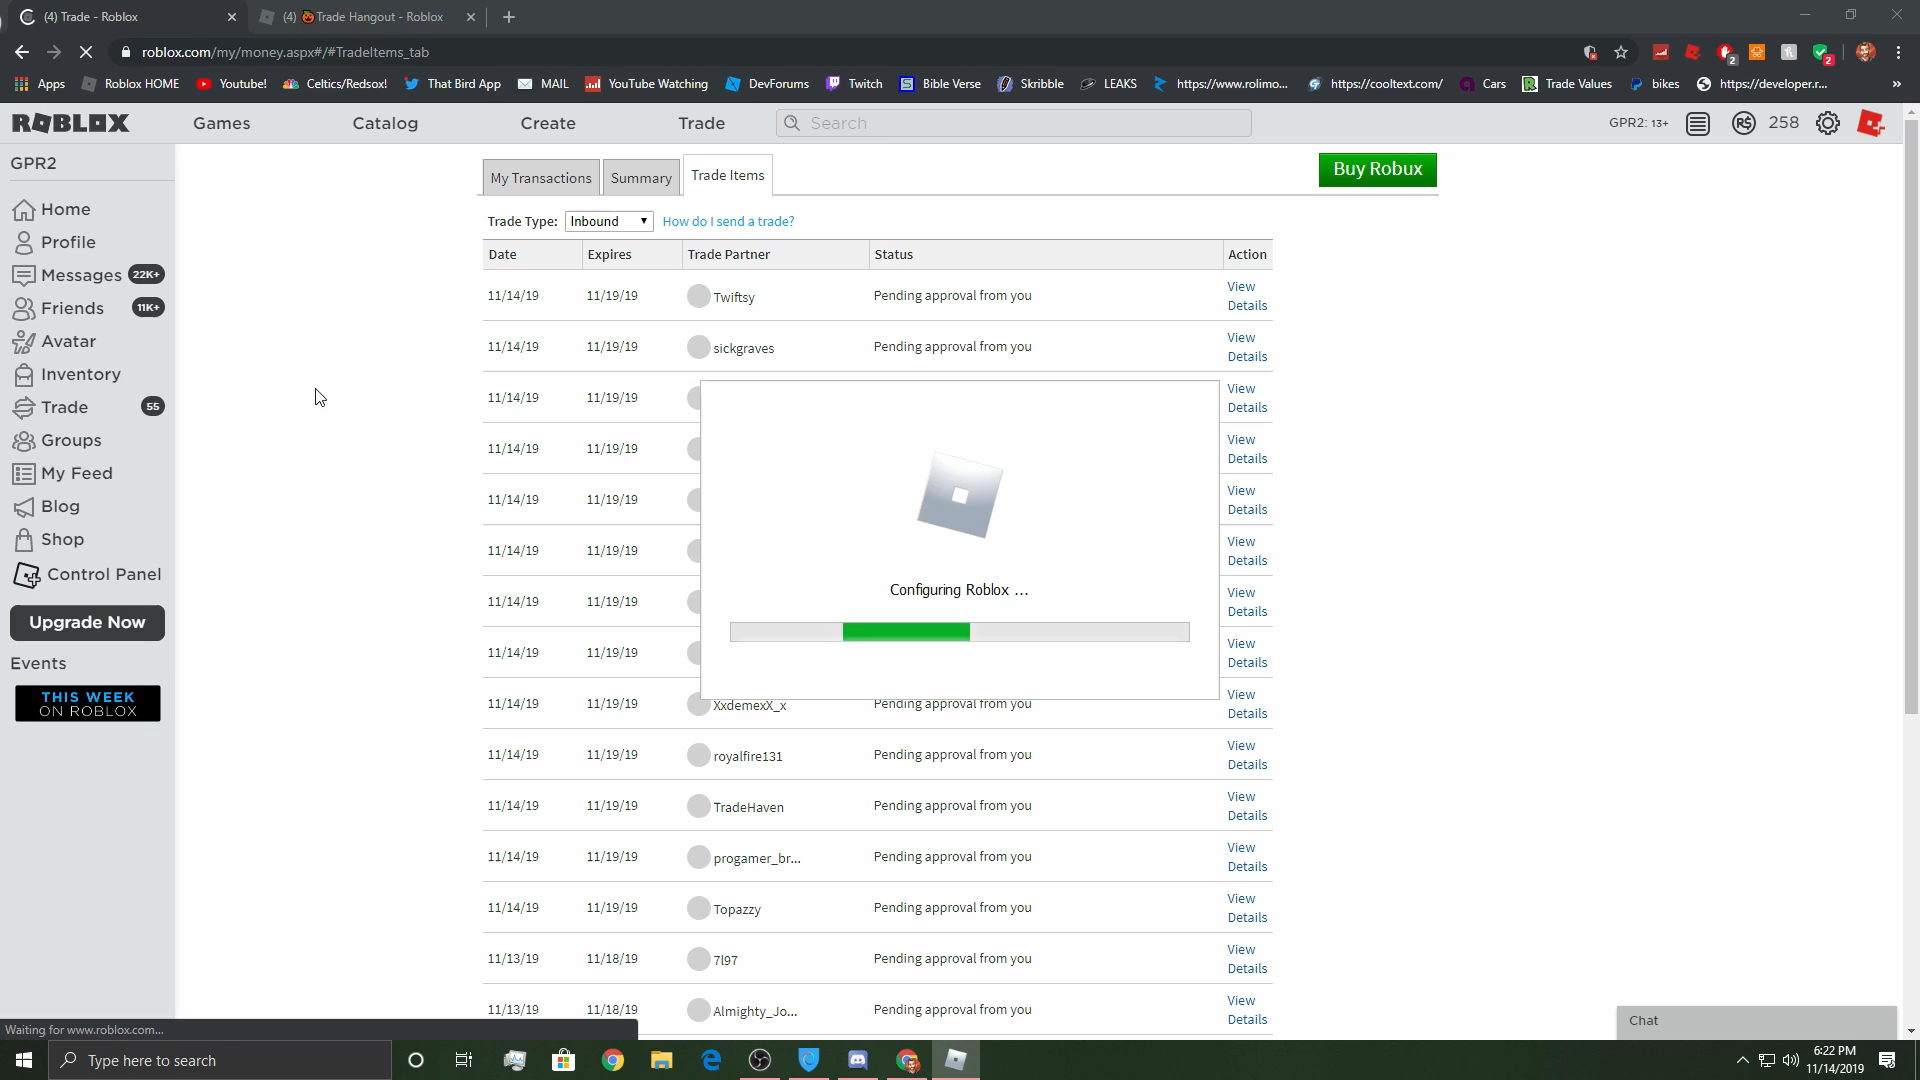 (4) Trade - Roblox
(4) 🎃Trade Hangout - Roblox
roblox.com/my/money.aspx#/#TradeItems_tab
2
2
Apps Roblox HOME Youtube! Celtics/Redsox! That Bird App MAIL YouTube Watching DevForums Twitch Bible Verse Skribble LEAKS https://www.rolimo... https://cooltext.com/ Cars Trade Values bikes https://developer.r... »
ROBLOX Games Catalog Create Trade Search GPR2: 13+ R$ 258
GPR2
Home
Profile
Messages 22K+
Friends 11K+
Avatar
Inventory
Trade 55
Groups
My Feed
Blog
Shop
Control Panel
Upgrade Now
Events
THIS WEEK
ON ROBLOX
My Transactions Summary Trade Items Buy Robux
Trade Type: Inbound How do I send a trade?
Date Expires Trade Partner Status Action
11/14/19 11/19/19 Twiftsy Pending approval from you View Details
11/14/19 11/19/19 sickgraves Pending approval from you View Details
11/14/19 11/19/19 View Details
11/14/19 11/19/19 View Details
11/14/19 11/19/19 View Details
11/14/19 11/19/19 View Details
11/14/19 11/19/19 View Details
11/14/19 11/19/19 View Details
Configuring Roblox ...
11/14/19 11/19/19 XxdemexX_x Pending approval from you View Details
11/14/19 11/19/19 royalfire131 Pending approval from you View Details
11/14/19 11/19/19 TradeHaven Pending approval from you View Details
11/14/19 11/19/19 progamer_br... Pending approval from you View Details
11/14/19 11/19/19 Topazzy Pending approval from you View Details
11/13/19 11/18/19 7l97 Pending approval from you View Details
11/13/19 11/18/19 Almighty_Jo... Pending approval from you View Details
Chat
Waiting for www.roblox.com...
Type here to search
6:22 PM
11/14/2019